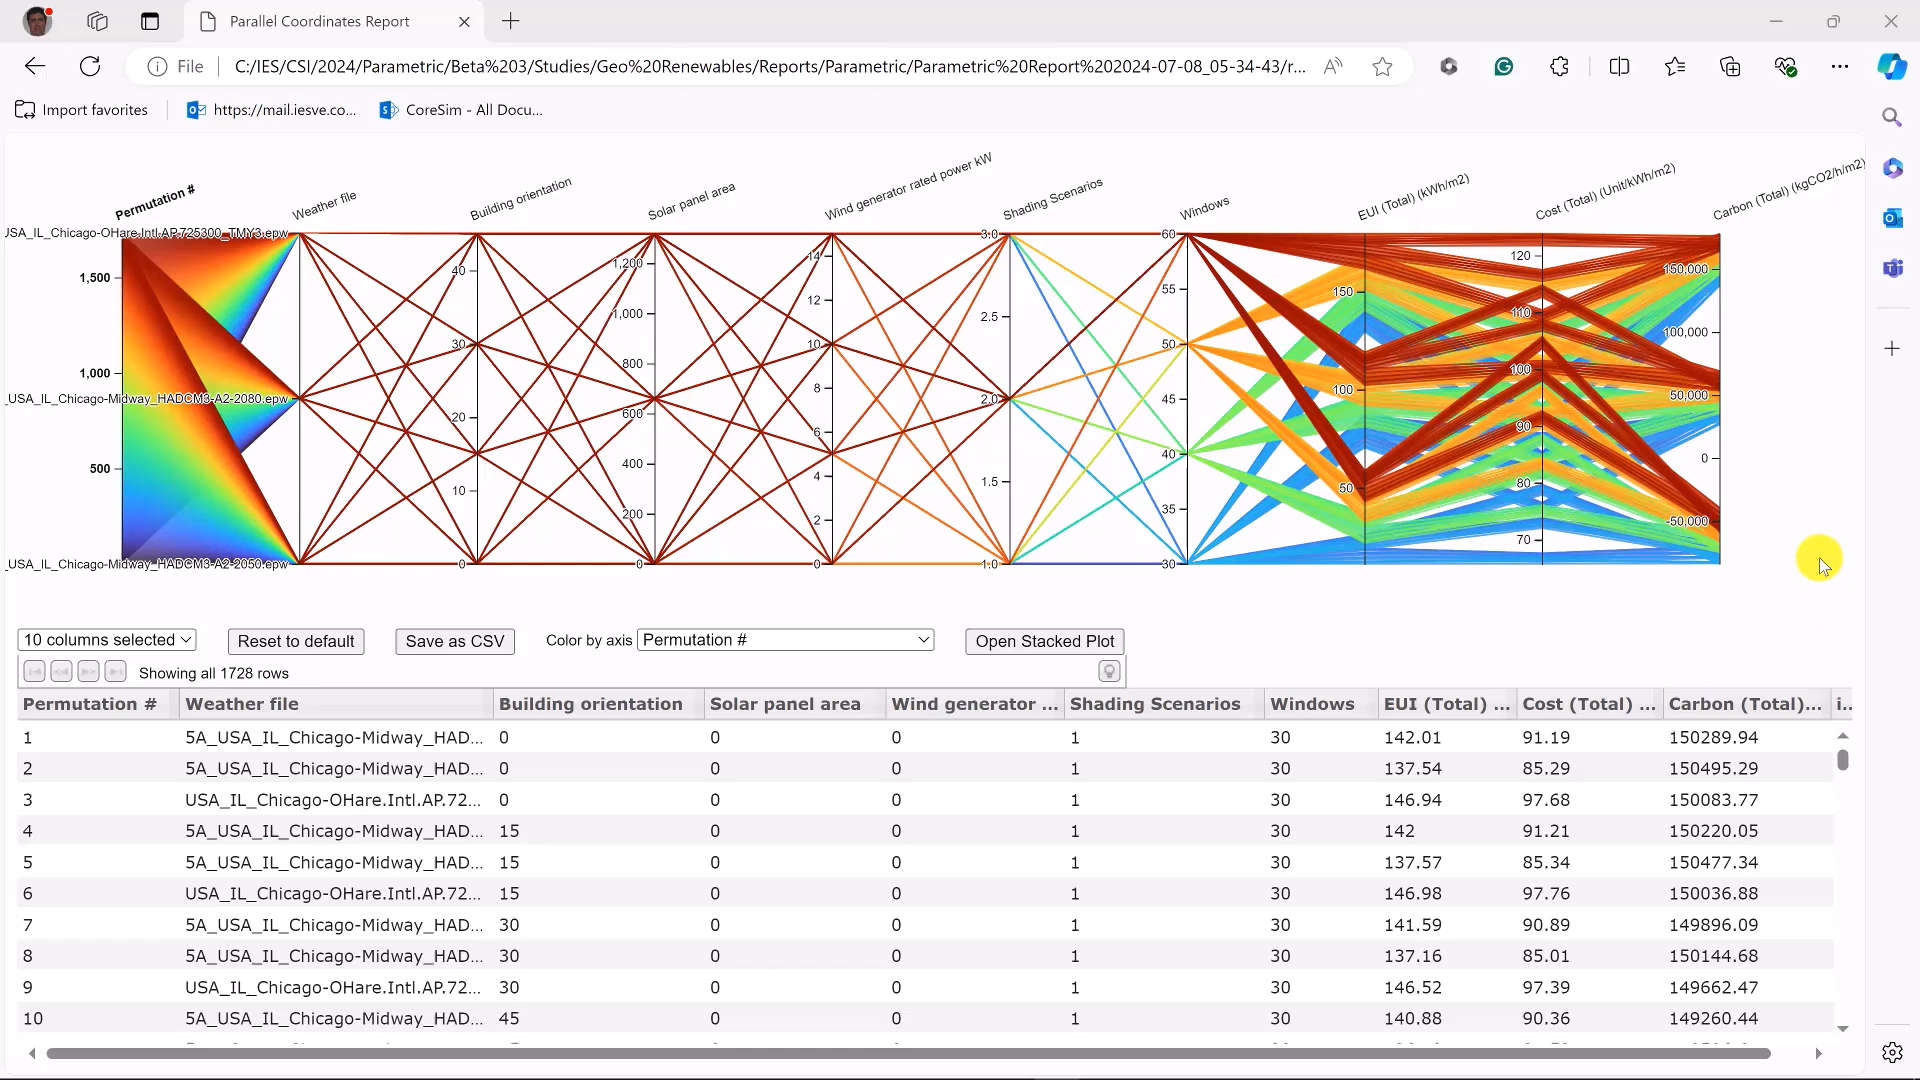 Parallel Coordinates Report
File
C:/IES/CSI/2024/Parametric/Beta%203/Studies/Geo%20Renewables/Reports/Parametric/Parametric%20Report%202024-07-08_05-34-43/r...
Import favorites
https://mail.iesve.co...
CoreSim - All Docu...
Permutation #
Weather file
Building orientation
Solar panel area
Wind generator rated power kW
Shading Scenarios
Windows
EUI (Total) (kWh/m2)
Cost (Total) (Unit/kWh/m2)
Carbon (Total) (kgCO2/h/m2)
USA_IL_Chicago-OHare.Intl.AP.725300_TMY3.epw
_USA_IL_Chicago-Midway_HADCM3-A2-2080.epw
_USA_IL_Chicago-Midway_HADCM3-A2-2050.epw
1,500
1,000
500
40
30
20
10
0
1,200
1,000
800
600
400
200
0
14
12
10
8
6
4
2
0
3.0
2.5
2.0
1.5
1.0
60
55
50
45
40
35
30
150
100
50
120
110
100
90
80
70
150,000
100,000
50,000
0
-50,000
10 columns selected
Reset to default
Save as CSV
Color by axis
Permutation #
Open Stacked Plot
Showing all 1728 rows
Permutation # Weather file Building orientation Solar panel area Wind generator ... Shading Scenarios Windows EUI (Total) ... Cost (Total) ... Carbon (Total)... i..
1 5A_USA_IL_Chicago-Midway_HAD... 0 0 0 1 30 142.01 91.19 150289.94
2 5A_USA_IL_Chicago-Midway_HAD... 0 0 0 1 30 137.54 85.29 150495.29
3 USA_IL_Chicago-OHare.Intl.AP.72... 0 0 0 1 30 146.94 97.68 150083.77
4 5A_USA_IL_Chicago-Midway_HAD... 15 0 0 1 30 142 91.21 150220.05
5 5A_USA_IL_Chicago-Midway_HAD... 15 0 0 1 30 137.57 85.34 150477.34
6 USA_IL_Chicago-OHare.Intl.AP.72... 15 0 0 1 30 146.98 97.76 150036.88
7 5A_USA_IL_Chicago-Midway_HAD... 30 0 0 1 30 141.59 90.89 149896.09
8 5A_USA_IL_Chicago-Midway_HAD... 30 0 0 1 30 137.16 85.01 150144.68
9 USA_IL_Chicago-OHare.Intl.AP.72... 30 0 0 1 30 146.52 97.39 149662.47
10 5A_USA_IL_Chicago-Midway_HAD... 45 0 0 1 30 140.88 90.36 149260.44